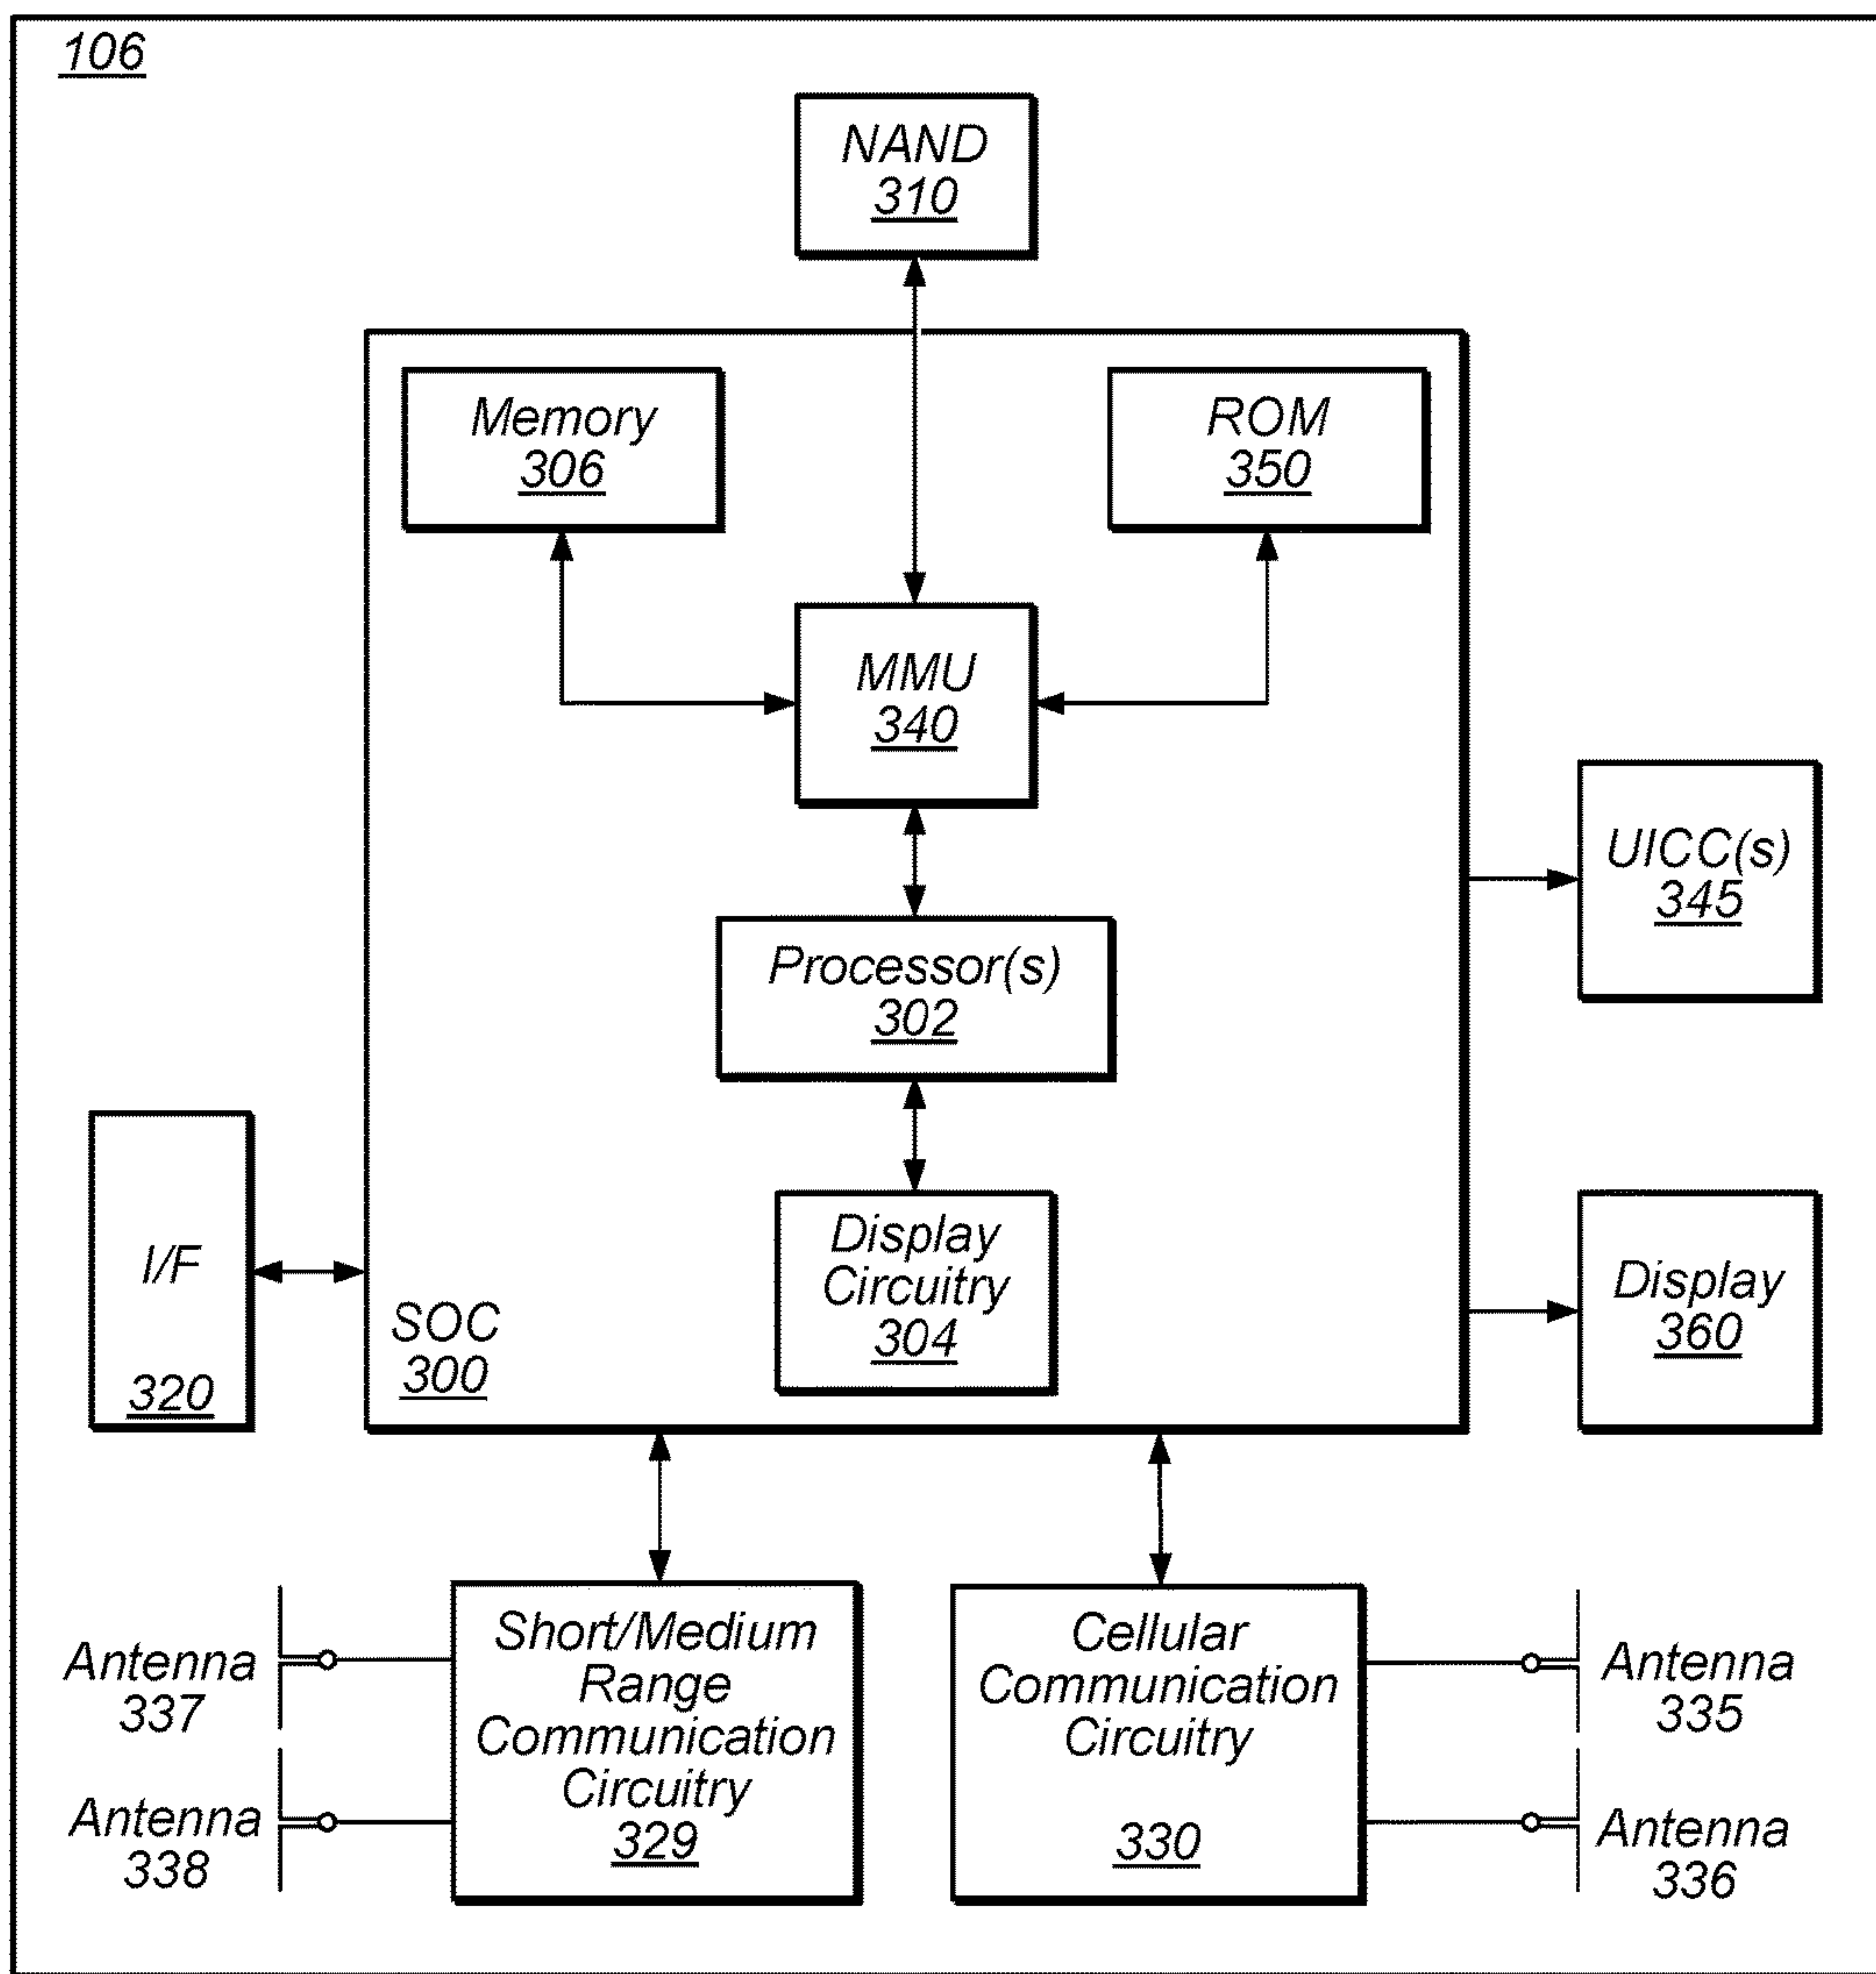 106
NAND
310
Memory
306
ROM
350
MMU
340
UICC(s)
345
Processor(s)
302
I/F
320
Display
Circuitry
304
SOC
300
Display
360
Short/Medium
Range
Communication
Circuitry
329
Cellular
Communication
Circuitry
330
Antenna
337
Antenna
338
Antenna
335
Antenna
336